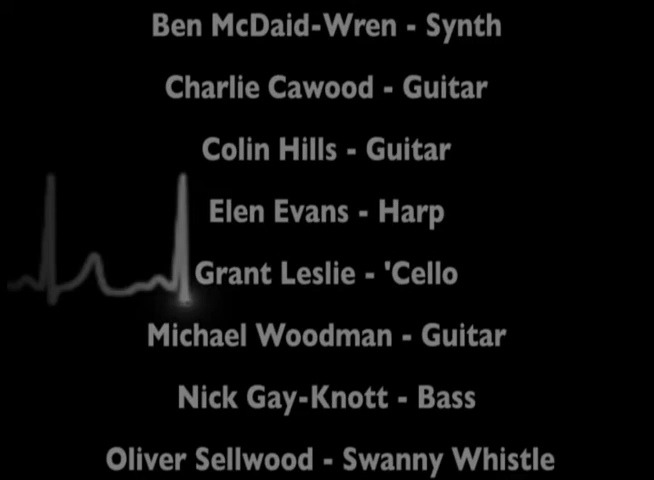 Ben McDaid-Wren - Synth
Charlie Cawood - Guitar
Colin Hills - Guitar
Elen Evans - Harp
Grant Leslie - 'Cello
Michael Woodman - Guitar
Nick Gay-Knott - Bass
Oliver Sellwood - Swanny Whistle